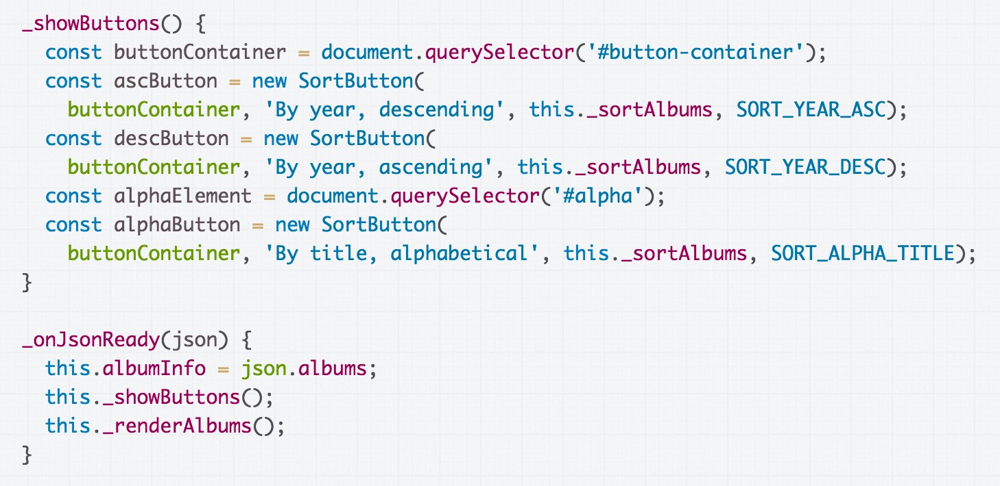 _showButtons() {
  const buttonContainer = document.querySelector('#button-container');
  const ascButton = new SortButton(
    buttonContainer, 'By year, descending', this._sortAlbums, SORT_YEAR_ASC);
  const descButton = new SortButton(
    buttonContainer, 'By year, ascending', this._sortAlbums, SORT_YEAR_DESC);
  const alphaElement = document.querySelector('#alpha');
  const alphaButton = new SortButton(
    buttonContainer, 'By title, alphabetical', this._sortAlbums, SORT_ALPHA_TITLE);
}

_onJsonReady(json) {
  this.albumInfo = json.albums;
  this._showButtons();
  this._renderAlbums();
}